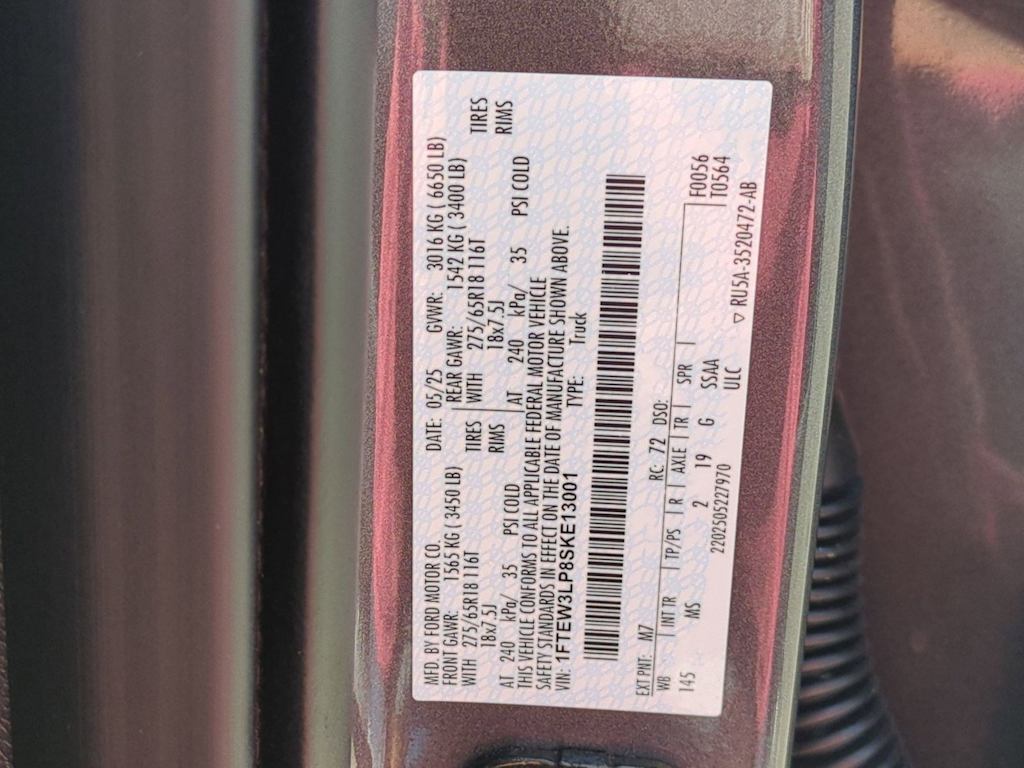 MFD. BY FORD MOTOR CO.
DATE: 05/25 GVWR: 3016 KG ( 6650 LB)
FRONT GAWR: 1565 KG ( 3450 LB) REAR GAWR: 1542 KG ( 3400 LB)
WITH 275/65R18 116T TIRES WITH 275/65R18 116T TIRES
18x7.5J RIMS 18x7.5J RIMS
AT 240 kPa/ 35 PSI COLD AT 240 kPa/ 35 PSI COLD
THIS VEHICLE CONFORMS TO ALL APPLICABLE FEDERAL MOTOR VEHICLE
SAFETY STANDARDS IN EFFECT ON THE DATE OF MANUFACTURE SHOWN ABOVE.
VIN: 1FTEW3LP8SKE13001 TYPE: Truck
EXT PNT: M7 RC: 72 DSO: F0056
WB INT TR TP/PS R AXLE TR SPR T0564
145 MS 2 19 G SSAA
ULC
2202505227970
▽ RU5A-3520472-AB